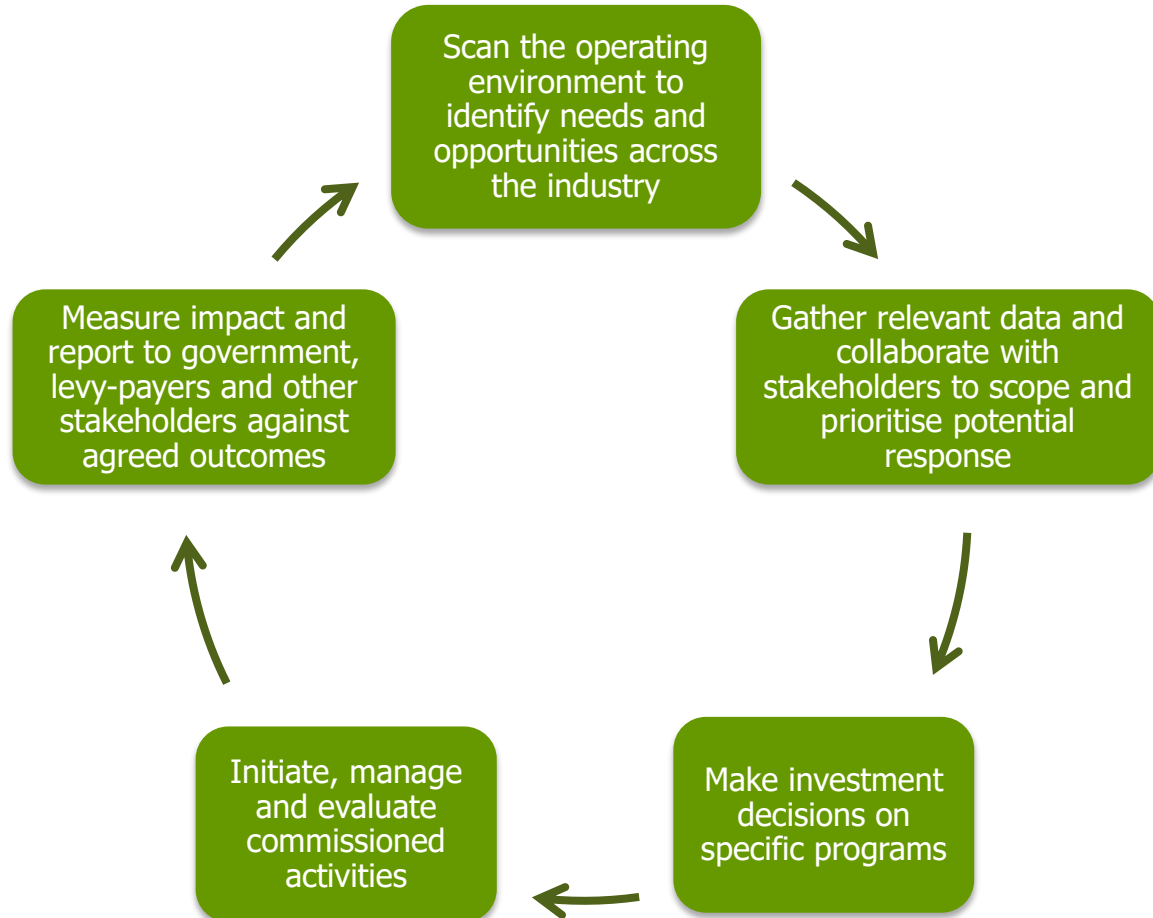 Scan the operating
environment to
identify needs and
opportunities across
the industry
Gather relevant data and
collaborate with
stakeholders to scope and
prioritise potential
response
Make investment
decisions on
specific programs
Initiate, manage
and evaluate
commissioned
activities
Measure impact and
report to government,
levy-payers and other
stakeholders against
agreed outcomes